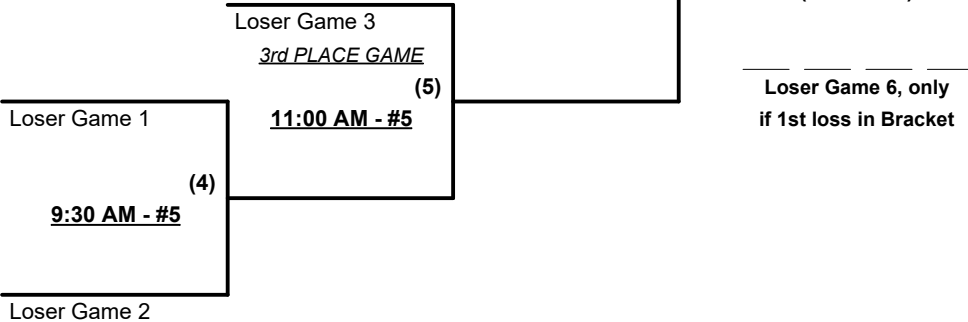 Loser Game 3
3rd PLACE GAME
(5)
11:00 AM - #5
Loser Game 1
(4)
9:30 AM - #5
Loser Game 2
Loser Game 6, only
if 1st loss in Bracket